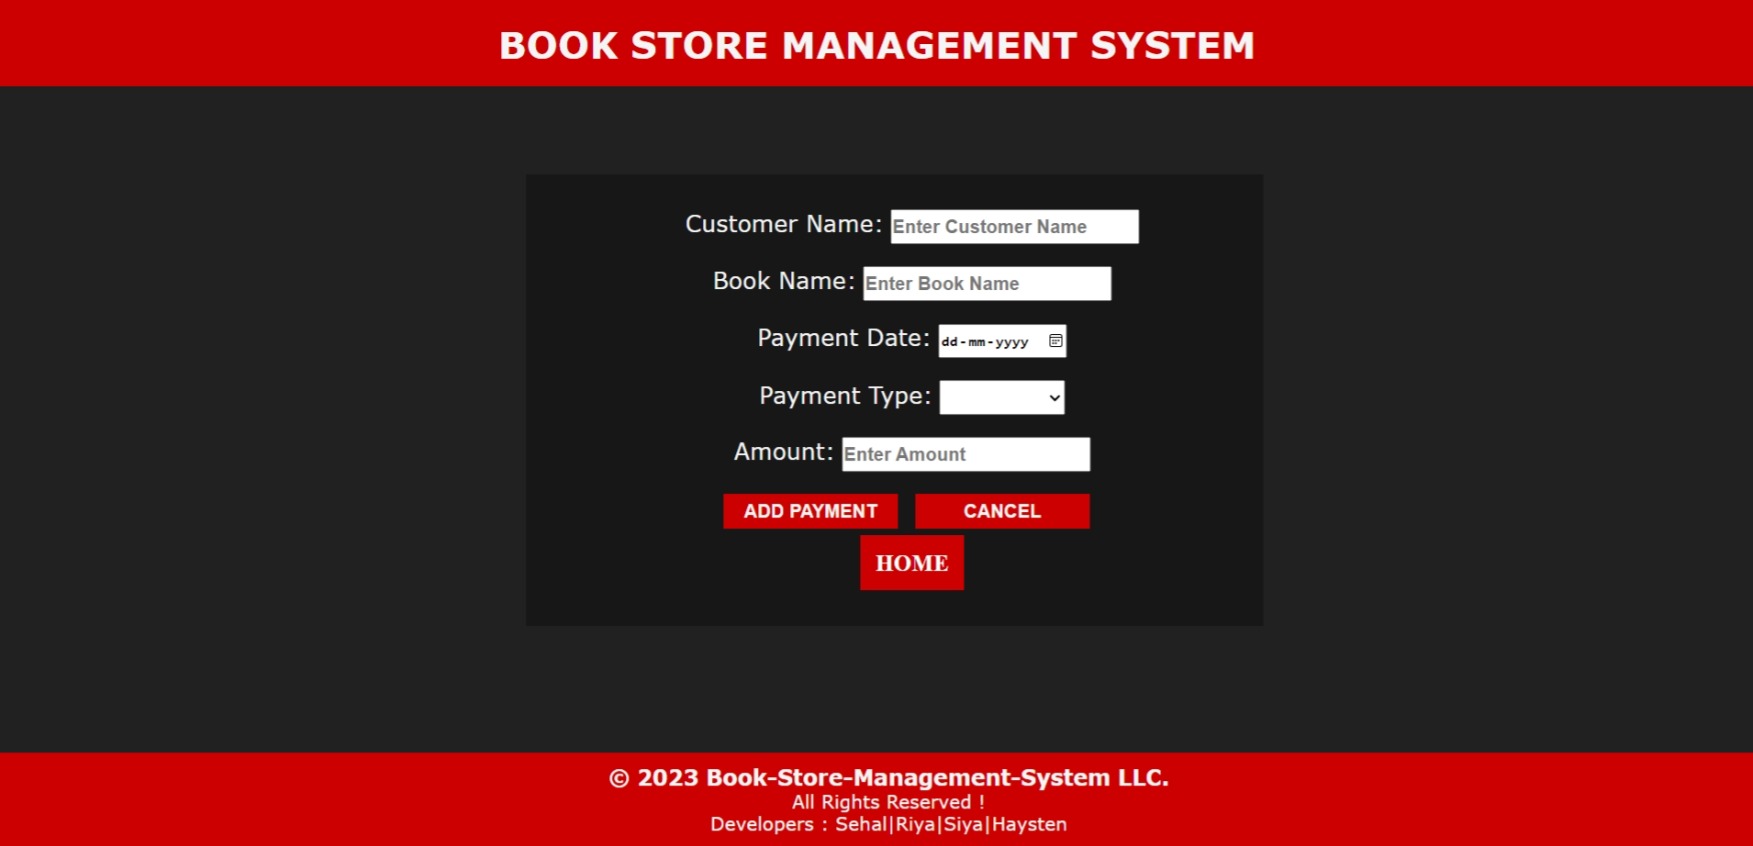 BOOK STORE MANAGEMENT SYSTEM
Customer Name: Enter Customer Name
Book Name: Enter Book Name
Payment Date: dd-mm-yyyy
Payment Type:
Amount: Enter Amount
ADD PAYMENT CANCEL
HOME
© 2023 Book-Store-Management-System LLC.
All Rights Reserved !
Developers : Sehal|Riya|Siya|Haysten